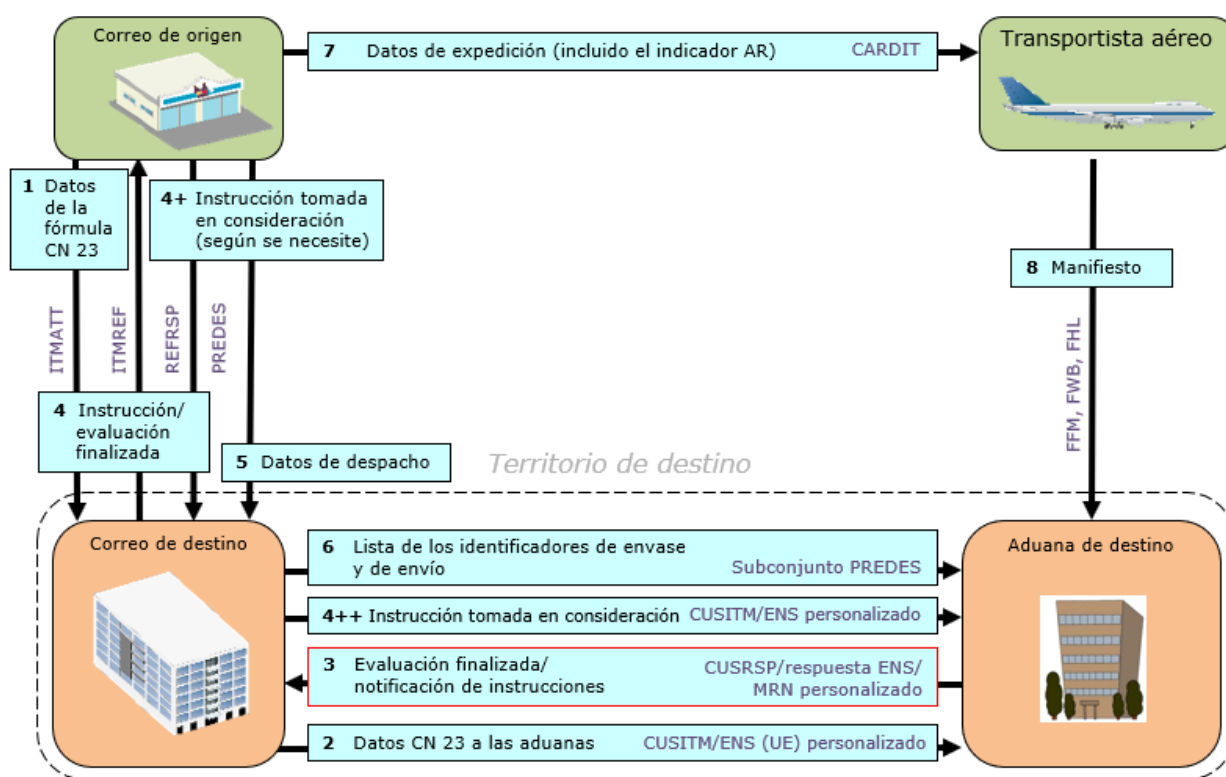 Correo de origen
7 Datos de expedición (incluido el indicador AR) CARDIT
Transportista aéreo
1 Datos
de la
fórmula
CN 23
4+ Instrucción tomada
en consideración
(según se necesite)
8 Manifiesto
ITMATT
ITMREF
REFRSP
PREDES
FFM, FWB, FHL
4 Instrucción/
evaluación
finalizada
5 Datos de despacho
Territorio de destino
Correo de destino
6 Lista de los identificadores de envase
y de envío Subconjunto PREDES
Aduana de destino
4++ Instrucción tomada en consideración CUSITM/ENS personalizado
3 Evaluación finalizada/
notificación de instrucciones
CUSRSP/respuesta ENS/
MRN personalizado
2 Datos CN 23 a las aduanas CUSITM/ENS (UE) personalizado